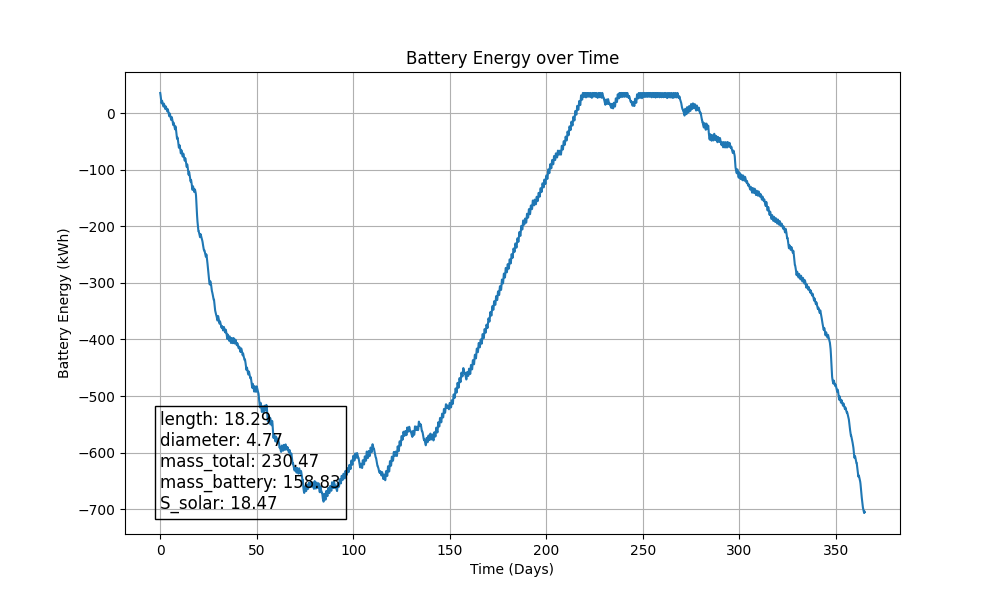 Battery Energy over Time
Battery Energy (kWh)
0
−100
−200
−300
−400
−500
−600
−700
length: 18.29
diameter: 4.77
mass_total: 230.47
mass_battery: 158.83
S_solar: 18.47
0 50 100 150 200 250 300 350
Time (Days)